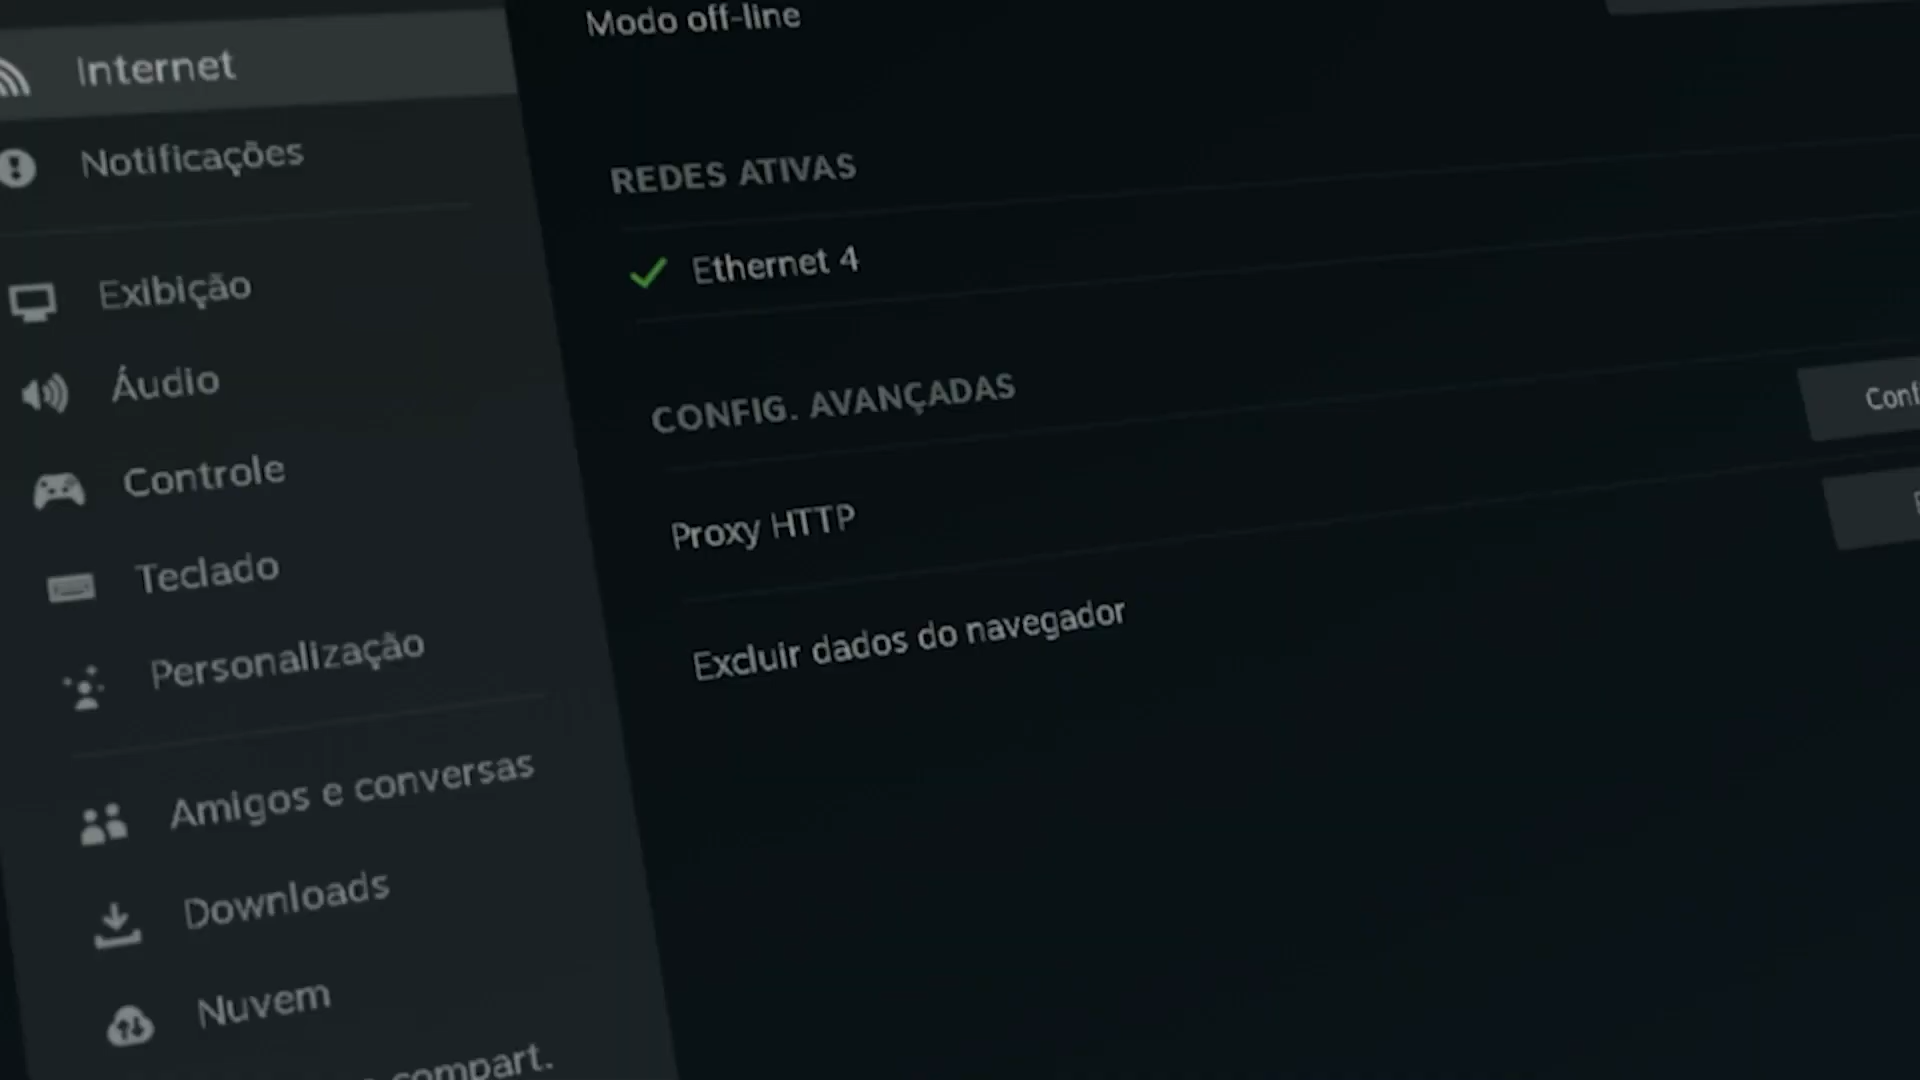 Internet
Notificações
Exibição
Áudio
Controle
Teclado
Personalização
Amigos e conversas
Downloads
Nuvem
compart.
Modo off-line
REDES ATIVAS
Ethernet 4
CONFIG. AVANÇADAS
Proxy HTTP
Excluir dados do navegador